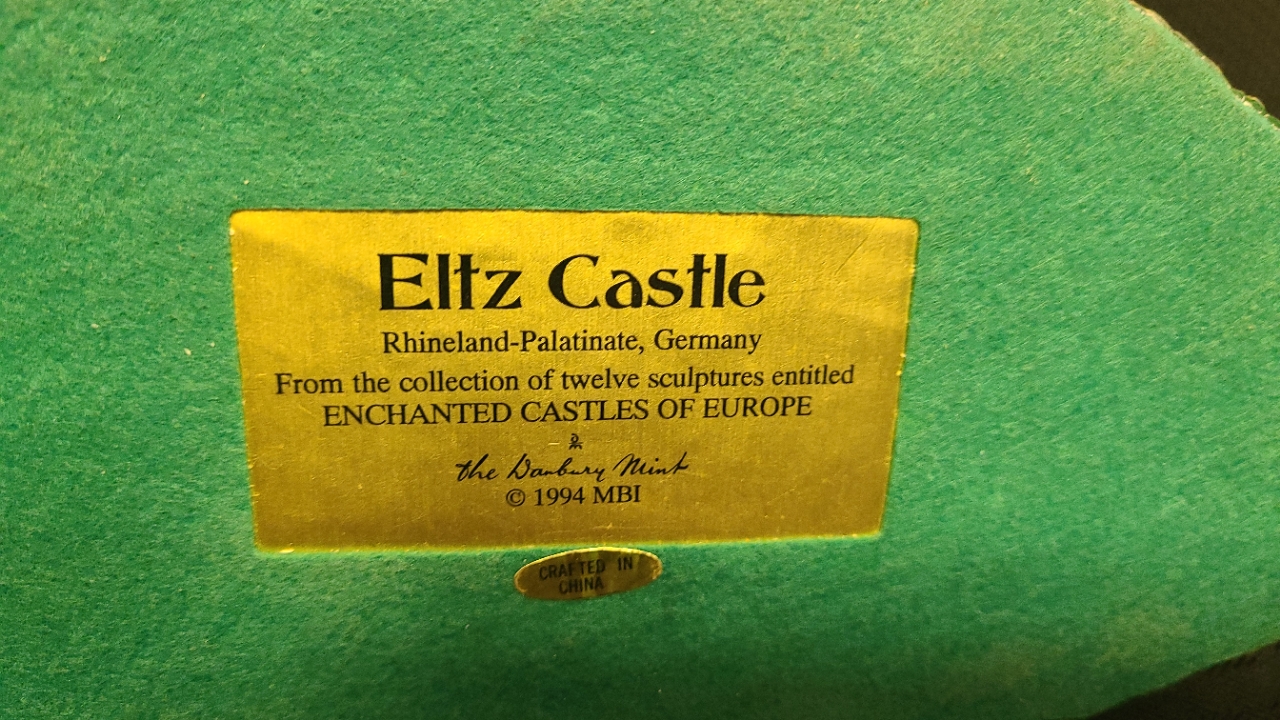 Eltz Castle
Rhineland-Palatinate, Germany
From the collection of twelve sculptures entitled
ENCHANTED CASTLES OF EUROPE
the Danbury Mint
© 1994 MBI
CRAFTED IN
CHINA